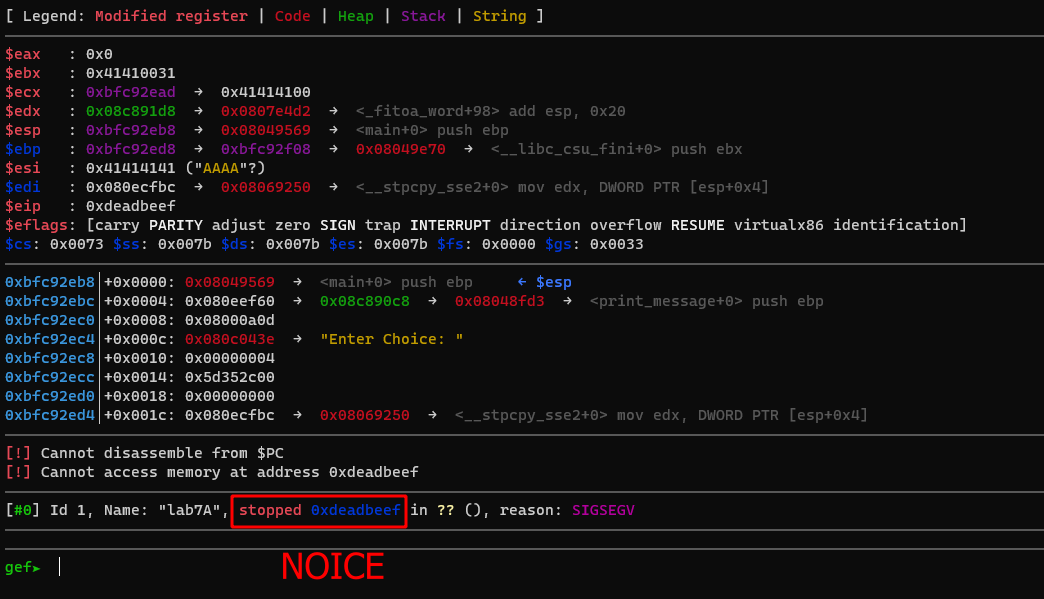 [ Legend: Modified register | Code | Heap | Stack | String ]
$eax   : 0x0
$ebx   : 0x41410031
$ecx   : 0xbfc92ead  →  0x41414100
$edx   : 0x08c891d8  →  0x0807e4d2  →  <_fitoa_word+98> add esp, 0x20
$esp   : 0xbfc92eb8  →  0x08049569  →  <main+0> push ebp
$ebp   : 0xbfc92ed8  →  0xbfc92f08  →  0x08049e70  →  <__libc_csu_fini+0> push ebx
$esi   : 0x41414141 ("AAAA"?)
$edi   : 0x080ecfbc  →  0x08069250  →  <__stpcpy_sse2+0> mov edx, DWORD PTR [esp+0x4]
$eip   : 0xdeadbeef
$eflags: [carry PARITY adjust zero SIGN trap INTERRUPT direction overflow RESUME virtualx86 identification]
$cs: 0x0073 $ss: 0x007b $ds: 0x007b $es: 0x007b $fs: 0x0000 $gs: 0x0033
0xbfc92eb8│+0x0000: 0x08049569  →  <main+0> push ebp     ← $esp
0xbfc92ebc│+0x0004: 0x080eef60  →  0x08c890c8  →  0x08048fd3  →  <print_message+0> push ebp
0xbfc92ec0│+0x0008: 0x08000a0d
0xbfc92ec4│+0x000c: 0x080c043e  →  "Enter Choice: "
0xbfc92ec8│+0x0010: 0x00000004
0xbfc92ecc│+0x0014: 0x5d352c00
0xbfc92ed0│+0x0018: 0x00000000
0xbfc92ed4│+0x001c: 0x080ecfbc  →  0x08069250  →  <__stpcpy_sse2+0> mov edx, DWORD PTR [esp+0x4]
[!] Cannot disassemble from $PC
[!] Cannot access memory at address 0xdeadbeef
[#0] Id 1, Name: "lab7A", stopped 0xdeadbeef in ?? (), reason: SIGSEGV
NOICE
gef➤